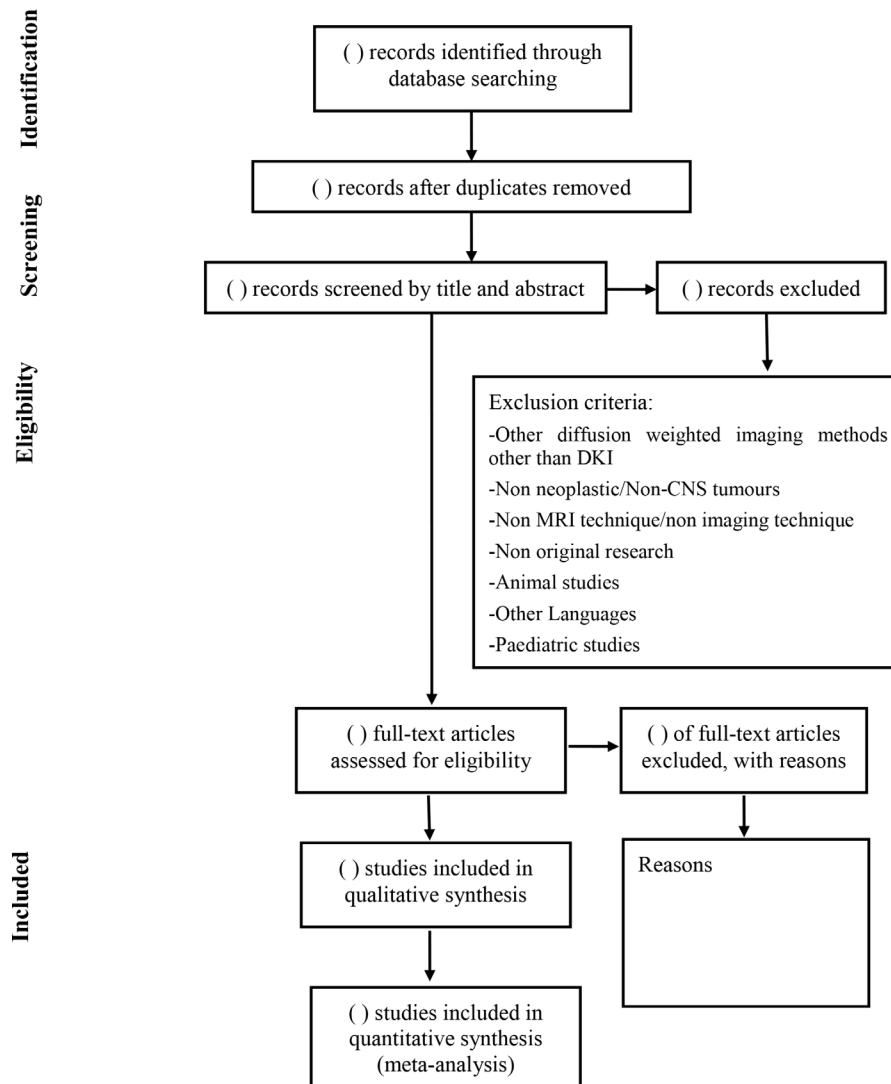 Identification
( ) records identified through
database searching
( ) records after duplicates removed
Screening
( ) records screened by title and abstract
( ) records excluded
Eligibility
Exclusion criteria:
-Other diffusion weighted imaging methods
other than DKI
-Non neoplastic/Non-CNS tumours
-Non MRI technique/non imaging technique
-Non original research
-Animal studies
-Other Languages
-Paediatric studies
( ) full-text articles
assessed for eligibility
( ) of full-text articles
excluded, with reasons
Included
( ) studies included in
qualitative synthesis
Reasons
( ) studies included in
quantitative synthesis
(meta-analysis)